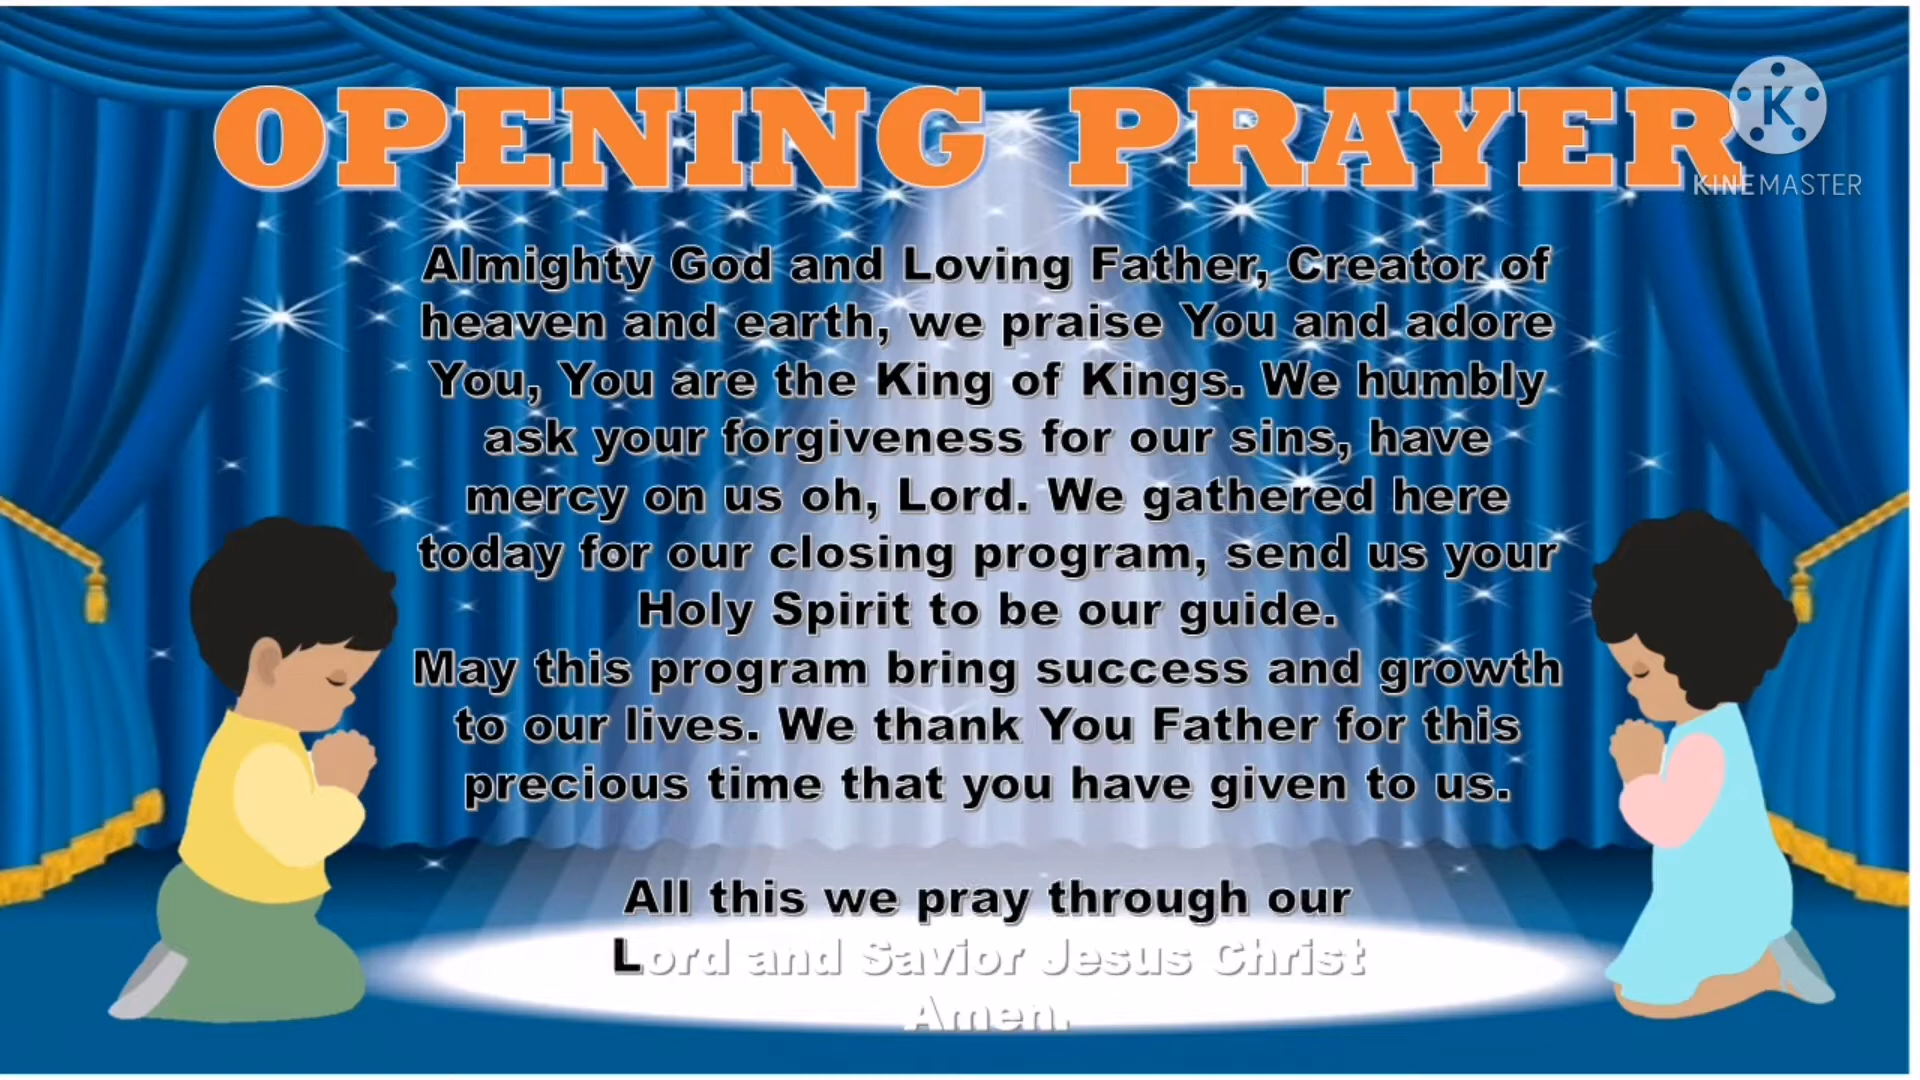 OPENING PRAYER
K
KINEMASTER
Almighty God and Loving Father, Creator of
heaven and earth, we praise You and adore
You, You are the King of Kings. We humbly
ask your forgiveness for our sins, have
mercy on us oh, Lord. We gathered here
today for our closing program, send us your
Holy Spirit to be our guide.
May this program bring success and growth
to our lives. We thank You Father for this
precious time that you have given to us.
All this we pray through our
Lord and Savior Jesus Christ
Amen.